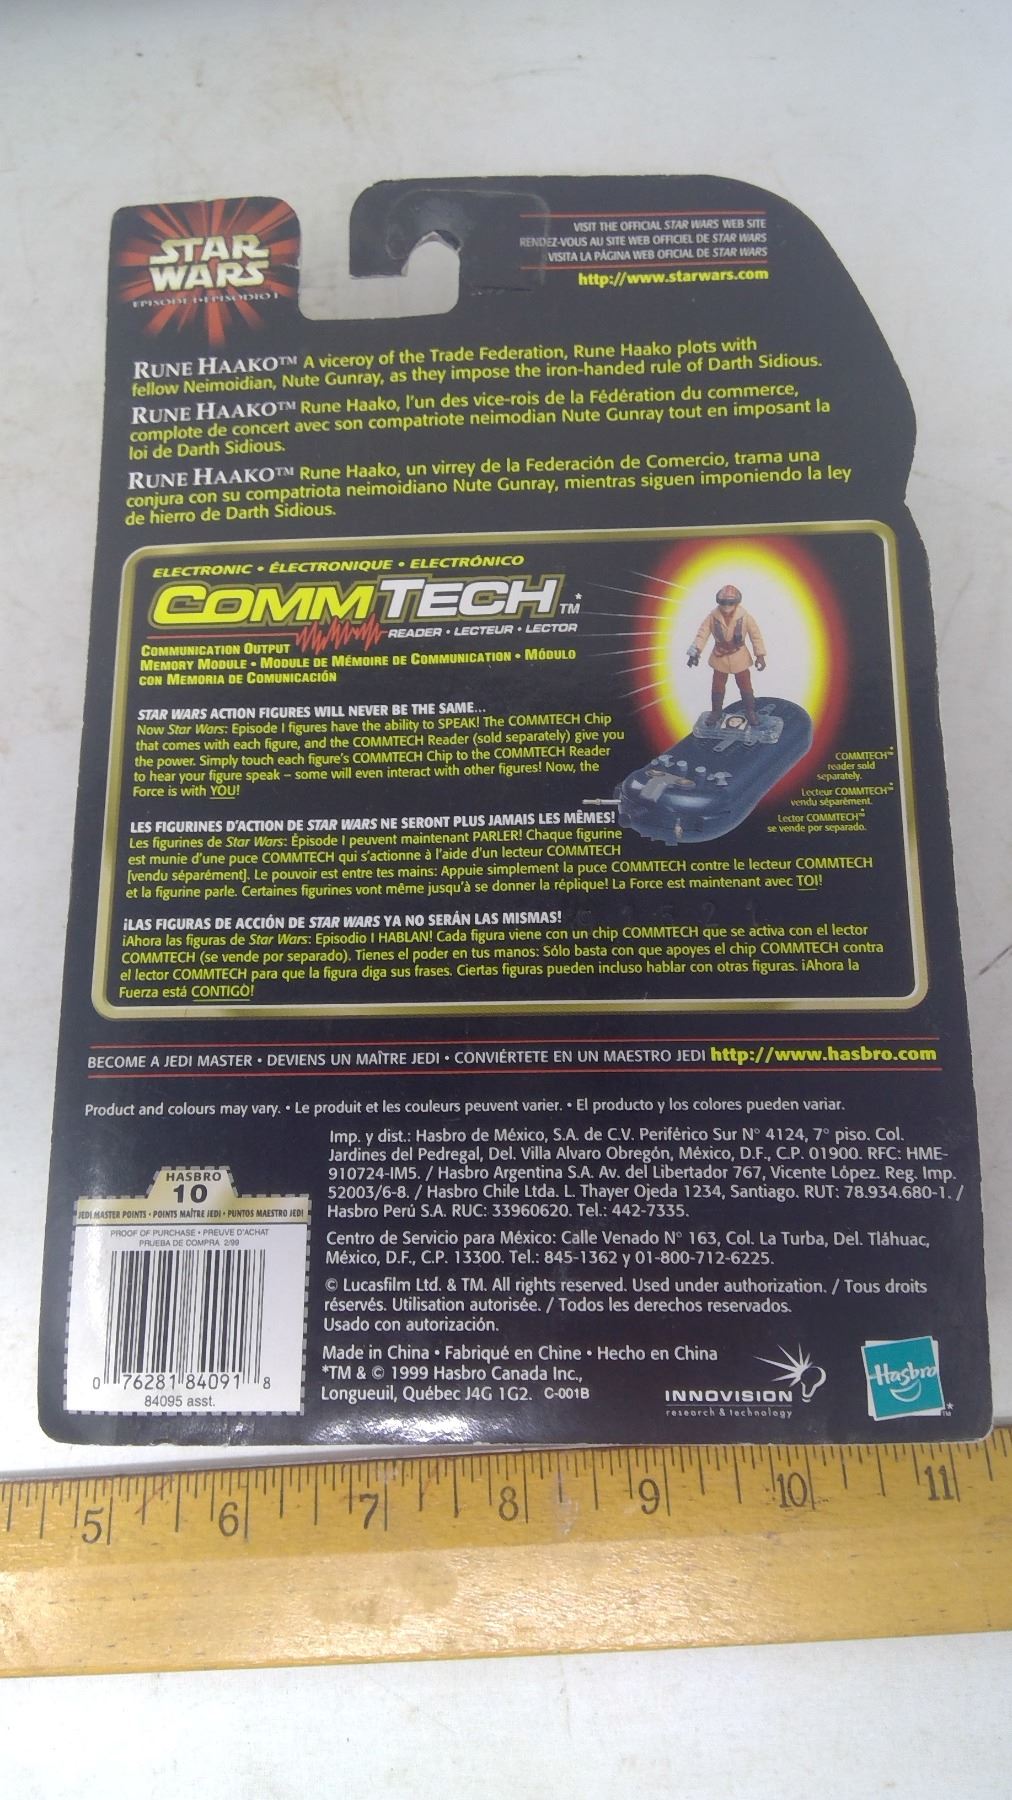 STAR
WARS
EPISODE I • EPISODIO I
VISIT THE OFFICIAL STAR WARS WEB SITE
RENDEZ-VOUS AU SITE WEB OFFICIEL DE STAR WARS
VISITA LA PÁGINA WEB OFICIAL DE STAR WARS
http://www.starwars.com
RUNE HAAKO™ A viceroy of the Trade Federation, Rune Haako plots with
fellow Neimoidian, Nute Gunray, as they impose the iron-handed rule of Darth Sidious.
RUNE HAAKO™ Rune Haako, l'un des vice-rois de la Fédération du commerce,
complote de concert avec son compatriote neimodian Nute Gunray tout en imposant la
loi de Darth Sidious.
RUNE HAAKO™ Rune Haako, un virrey de la Federación de Comercio, trama una
conjura con su compatriota neimoidiano Nute Gunray, mientras siguen imponiendo la ley
de hierro de Darth Sidious.
ELECTRONIC • ÉLECTRONIQUE • ELECTRÓNICO
COMMTECH™*
READER • LECTEUR • LECTOR
COMMUNICATION OUTPUT
MEMORY MODULE • MODULE DE MÉMOIRE DE COMMUNICATION • MÓDULO
CON MEMORIA DE COMUNICACIÓN
STAR WARS ACTION FIGURES WILL NEVER BE THE SAME...
Now Star Wars: Episode I figures have the ability to SPEAK! The COMMTECH Chip
that comes with each figure, and the COMMTECH Reader (sold separately) give you
the power. Simply touch each figure's COMMTECH Chip to the COMMTECH Reader
to hear your figure speak – some will even interact with other figures! Now, the
Force is with YOU!
COMMTECH™*
reader sold
separately.
Lecteur COMMTECH™*
vendu séparément.
Lector COMMTECH™*
se vende por separado.
LES FIGURINES D'ACTION DE STAR WARS NE SERONT PLUS JAMAIS LES MÊMES!
Les figurines de Star Wars: Épisode I peuvent maintenant PARLER! Chaque figurine
est munie d'une puce COMMTECH qui s'actionne à l'aide d'un lecteur COMMTECH
[vendu séparément]. Le pouvoir est entre tes mains: Appuie simplement la puce COMMTECH contre le lecteur COMMTECH
et la figurine parle. Certaines figurines vont même jusqu'à se donner la réplique! La Force est maintenant avec TOI!
¡LAS FIGURAS DE ACCIÓN DE STAR WARS YA NO SERÁN LAS MISMAS!
¡Ahora las figuras de Star Wars: Episodio I HABLAN! Cada figura viene con un chip COMMTECH que se activa con el lector
COMMTECH (se vende por separado). Tienes el poder en tus manos: Sólo basta con que apoyes el chip COMMTECH contra
el lector COMMTECH para que la figura diga sus frases. Ciertas figuras pueden incluso hablar con otras figuras. ¡Ahora la
Fuerza está CONTIGO!
BECOME A JEDI MASTER • DEVIENS UN MAÎTRE JEDI • CONVIÉRTETE EN UN MAESTRO JEDI http://www.hasbro.com
Product and colours may vary. • Le produit et les couleurs peuvent varier. • El producto y los colores pueden variar.
Imp. y dist.: Hasbro de México, S.A. de C.V. Periférico Sur N° 4124, 7° piso. Col.
Jardines del Pedregal, Del. Villa Alvaro Obregón, México, D.F., C.P. 01900. RFC: HME-
910724-IM5. / Hasbro Argentina S.A. Av. del Libertador 767, Vicente López. Reg. Imp.
52003/6-8. / Hasbro Chile Ltda. L. Thayer Ojeda 1234, Santiago. RUT: 78.934.680-1. /
Hasbro Perú S.A. RUC: 33960620. Tel.: 442-7335.
Centro de Servicio para México: Calle Venado N° 163, Col. La Turba, Del. Tláhuac,
México, D.F., C.P. 13300. Tel.: 845-1362 y 01-800-712-6225.
© Lucasfilm Ltd. & TM. All rights reserved. Used under authorization. / Tous droits
réservés. Utilisation autorisée. / Todos los derechos reservados.
Usado con autorización.
Made in China • Fabriqué en Chine • Hecho en China
*TM & © 1999 Hasbro Canada Inc.,
Longueuil, Québec J4G 1G2. C-001B
HASBRO
10
JEDI MASTER POINTS • POINTS MAÎTRE JEDI • PUNTOS MAESTRO JEDI
PROOF OF PURCHASE • PREUVE D'ACHAT
PRUEBA DE COMPRA 2/99
0 76281 84091 8
84095 asst.
INNOVISION
research & technology
Hasbro
™*
5 6 7 8 9 10 11